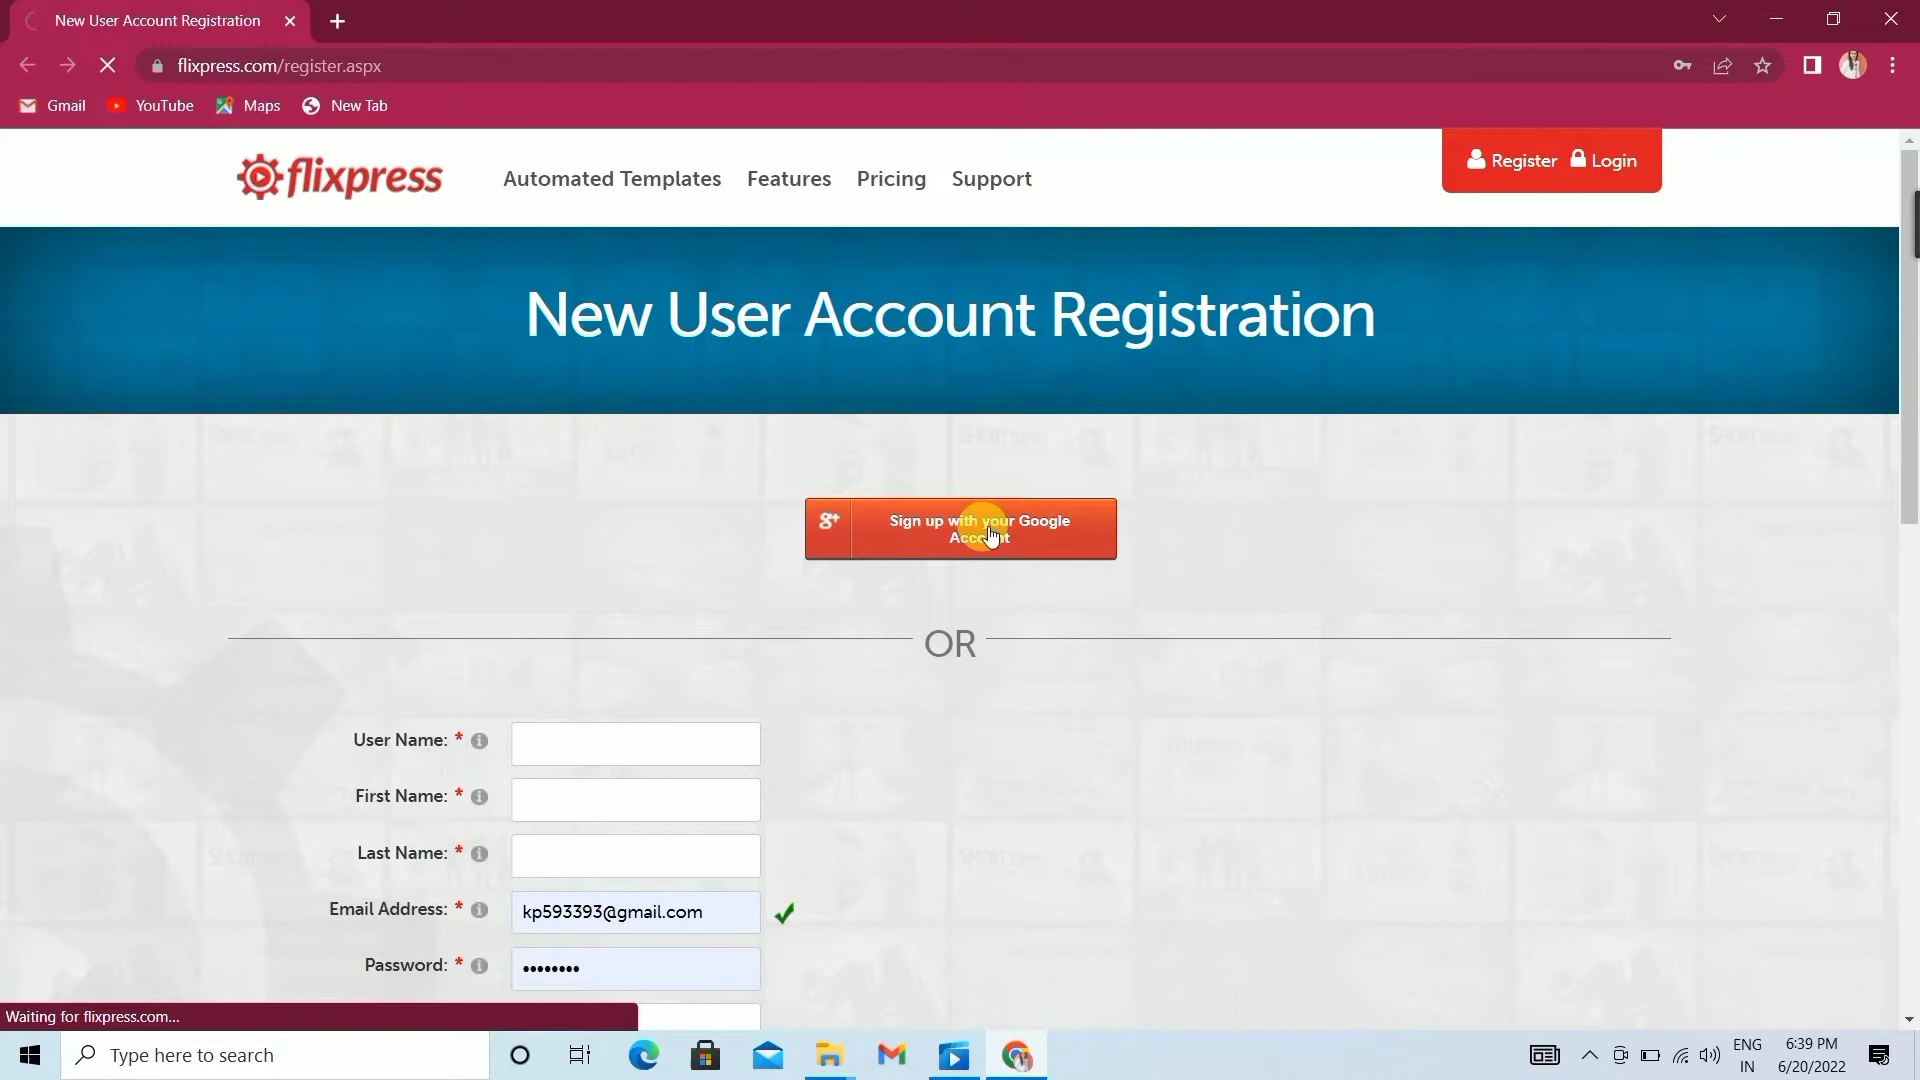 New User Account Registration
flixpress.com/register.aspx
Gmail YouTube Maps New Tab
flixpress Automated Templates Features Pricing Support Register Login
New User Account Registration
g+ Sign up with your Google
Account
OR
User Name: *
First Name: *
Last Name: *
Email Address: * kp593393@gmail.com
Password: * ••••••••
Waiting for flixpress.com...
Type here to search
ENG 6:39 PM
IN 6/20/2022